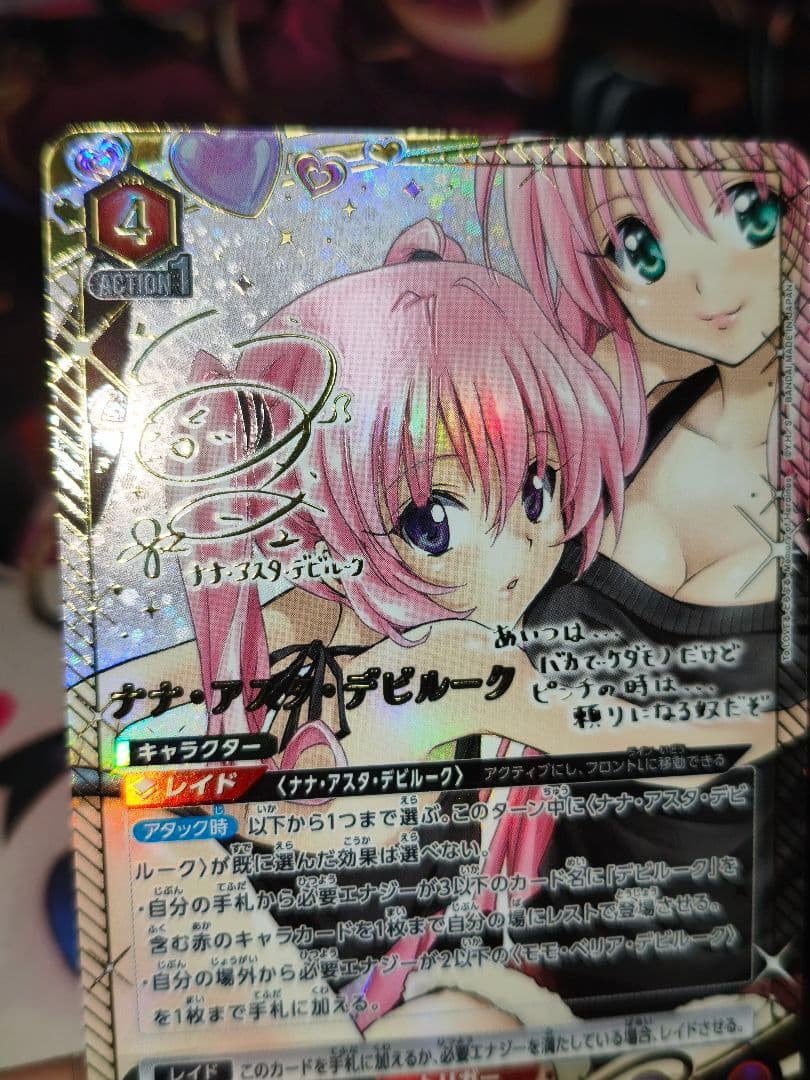 4
ACTION1
ナナ・アスタ・デビルーク
あいつは...
バカで...ケダモノだけど
ピンチの時は...
頼りになる奴だぞ
ナナ・アスタ・デビルーク
キャラクター
レイド 〈ナナ・アスタ・デビルーク〉 アクティブにし、フロントLに移動できる
アタック時 以下から1つまで選ぶ。このターン中に〈ナナ・アスタ・デビ
ルーク〉が既に選んだ効果は選べない。
・自分の手札から必要エナジーが3以下のカード名に「デビルーク」を
含む赤のキャラカードを1枚まで自分の場にレストで登場させる。
・自分の場外から必要エナジーが2以下の〈モモ・ベリア・デビルーク〉
を1枚まで手札に加える。
レイド このカードを手札に加えるか、必要エナジーを満たしている場合、レイドさせる。
BANDAI MADE IN JAPAN